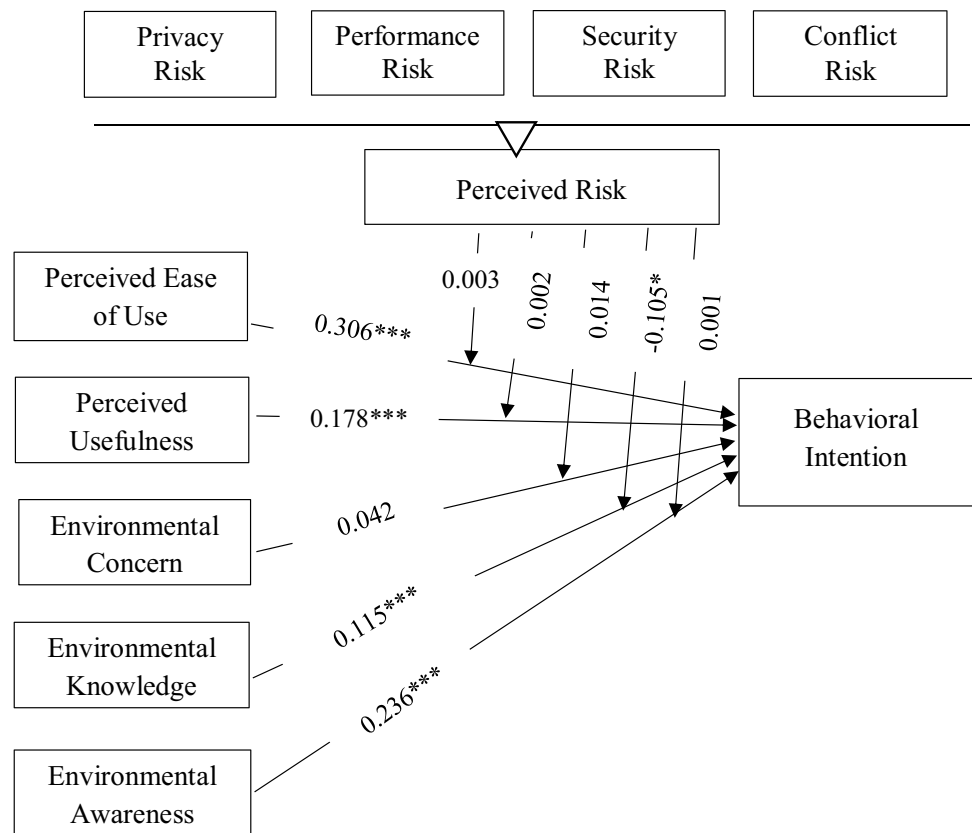 Privacy
Risk
Performance
Risk
Security
Risk
Conflict
Risk
Perceived Risk
0.003
0.002
0.014
-0.105*
0.001
Perceived Ease
of Use
0.306***
Perceived
Usefulness
0.178***
Behavioral
Intention
Environmental
Concern
0.042
Environmental
Knowledge
0.115***
Environmental
Awareness
0.236***